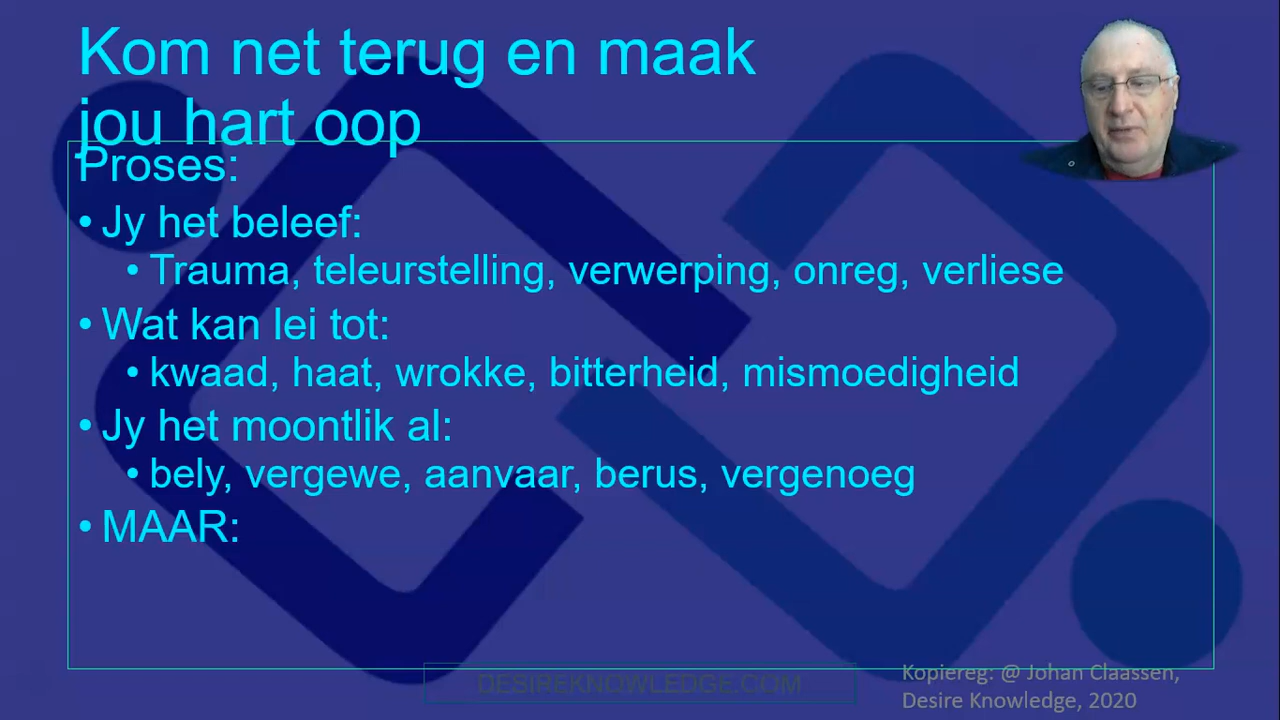 Kom net terug en maak
jou hart oop
Proses:
• Jy het beleef:
• Trauma, teleurstelling, verwerping, onreg, verliese
• Wat kan lei tot:
• kwaad, haat, wrokke, bitterheid, mismoedigheid
• Jy het moontlik al:
• bely, vergewe, aanvaar, berus, vergenoeg
• MAAR:
DESIREKNOWLEDGE.COM
Kopiereg: @ Johan Claassen,
Desire Knowledge, 2020